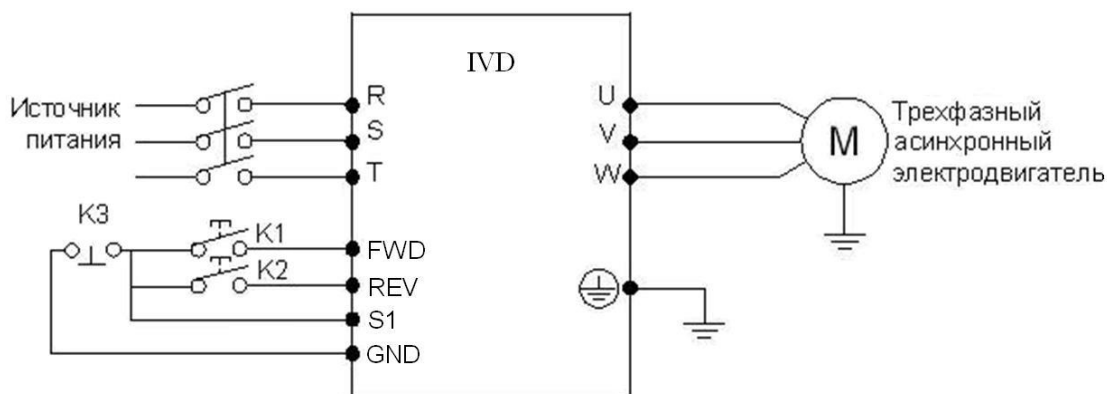 IVD
Источник
питания
R
S
T
U
V
W
M
Трехфазный
асинхронный
электродвигатель
K3
K1
K2
FWD
REV
S1
GND